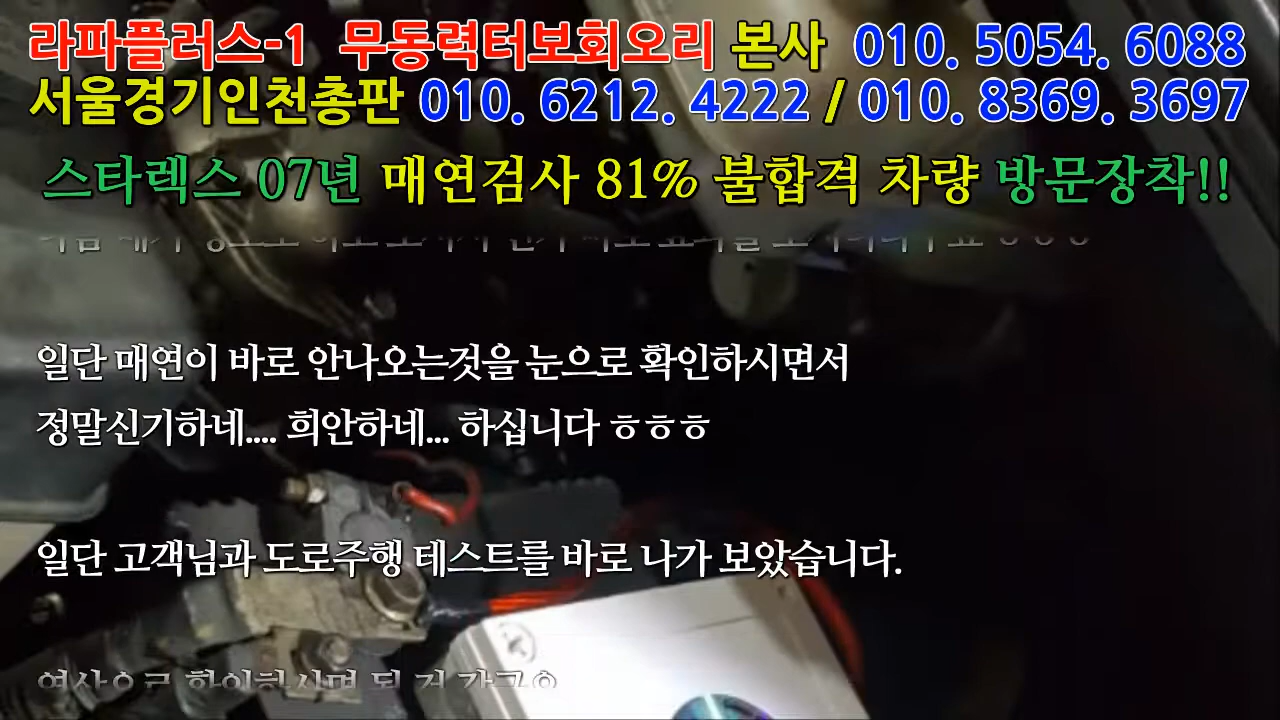 라파플러스-1 무동력터보회오리 본사 010. 5054. 6088
서울경기인천총판 010. 6212. 4222 / 010. 8369. 3697
스타렉스 07년 매연검사 81% 불합격 차량 방문장착!!
일단 매연이 바로 안나오는것을 눈으로 확인하시면서
정말신기하네.... 희안하네... 하십니다 ㅎㅎㅎ
일단 고객님과 도로주행 테스트를 바로 나가 보았습니다.